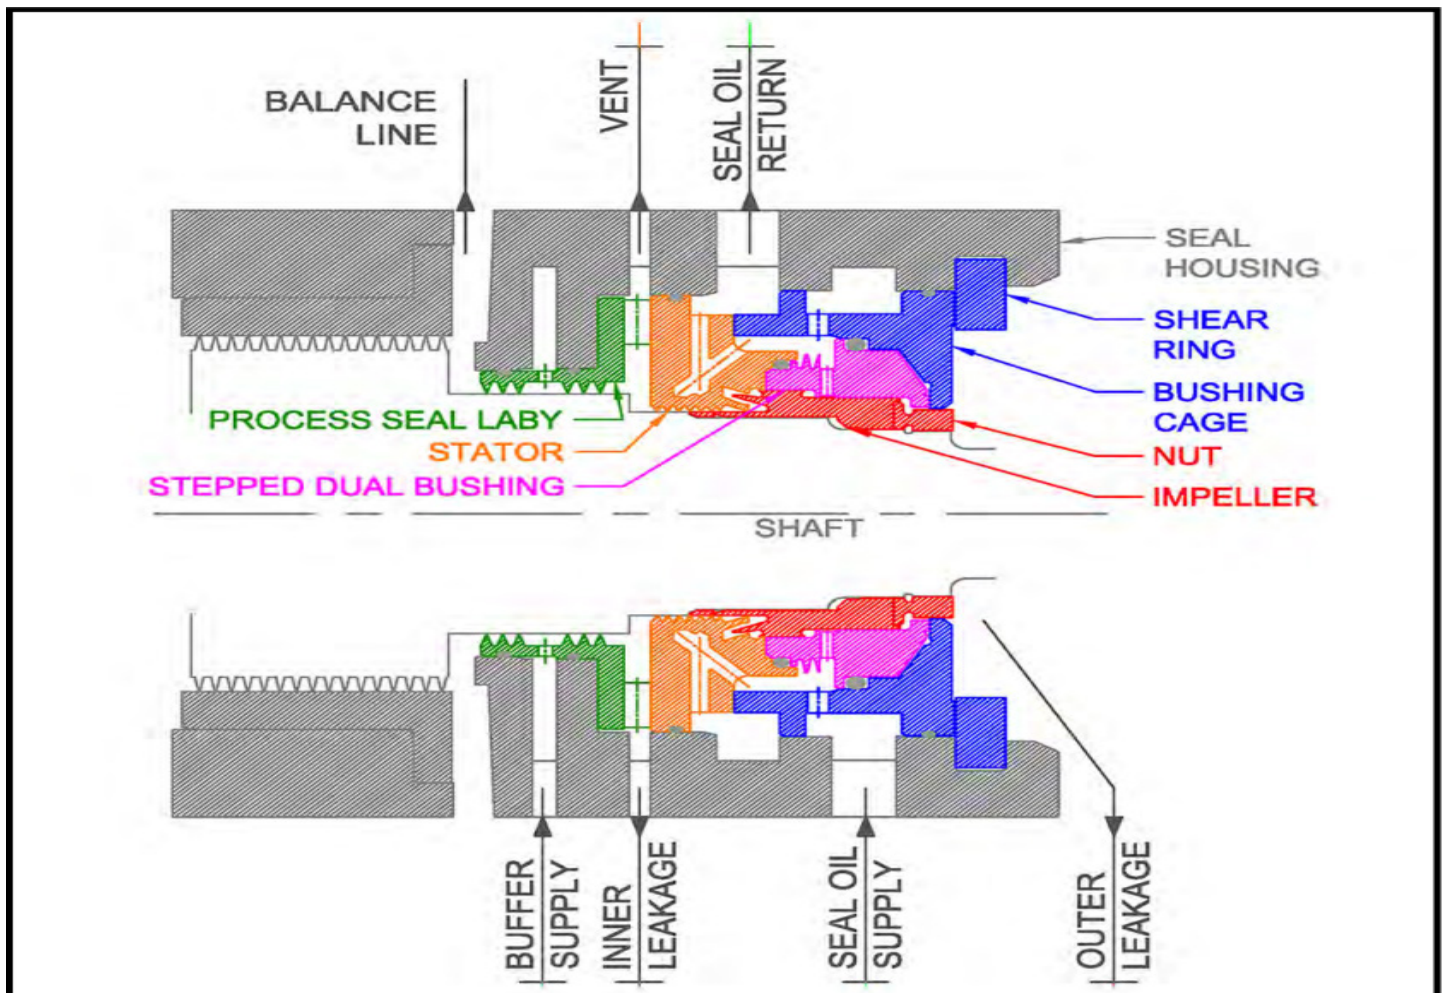 BALANCE
LINE
VENT
SEAL OIL
RETURN
SEAL
HOUSING
SHEAR
RING
BUSHING
CAGE
NUT
IMPELLER
PROCESS SEAL LABY
STATOR
STEPPED DUAL BUSHING
SHAFT
BUFFER
SUPPLY
INNER
LEAKAGE
SEAL OIL
SUPPLY
OUTER
LEAKAGE